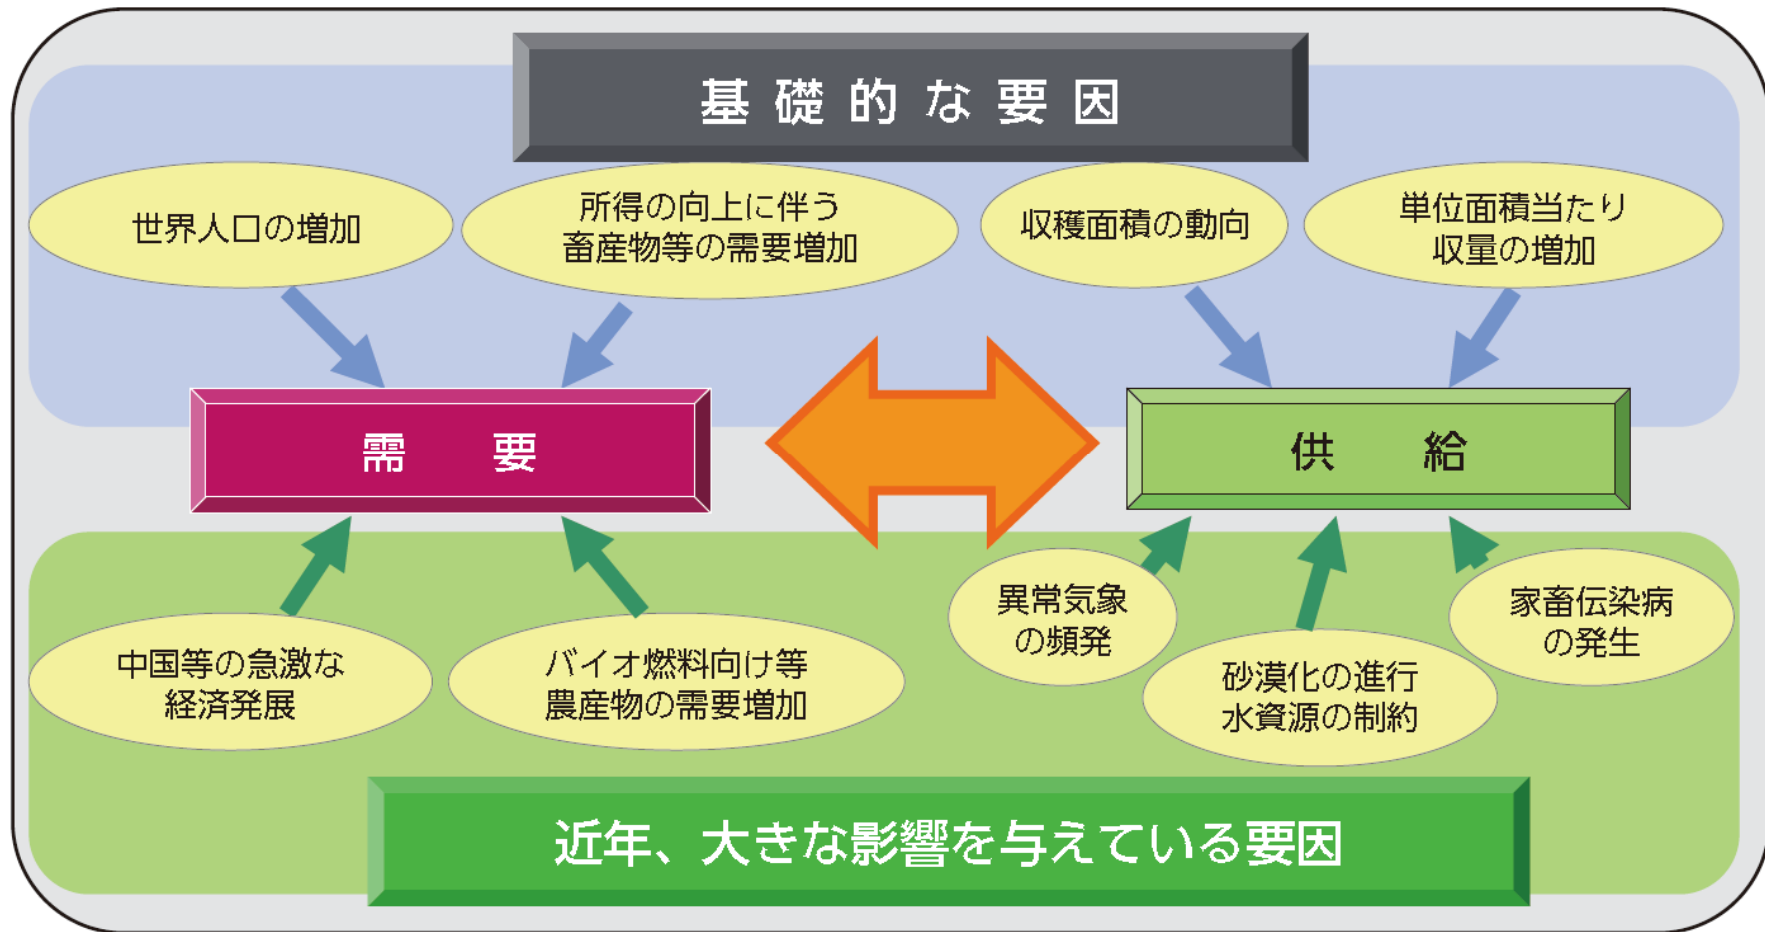 基礎的な要因
世界人口の増加
所得の向上に伴う
畜産物等の需要増加
収穫面積の動向
単位面積当たり
収量の増加
需要
供給
中国等の急激な
経済発展
バイオ燃料向け等
農産物の需要増加
異常気象
の頻発
砂漠化の進行
水資源の制約
家畜伝染病
の発生
近年、大きな影響を与えている要因